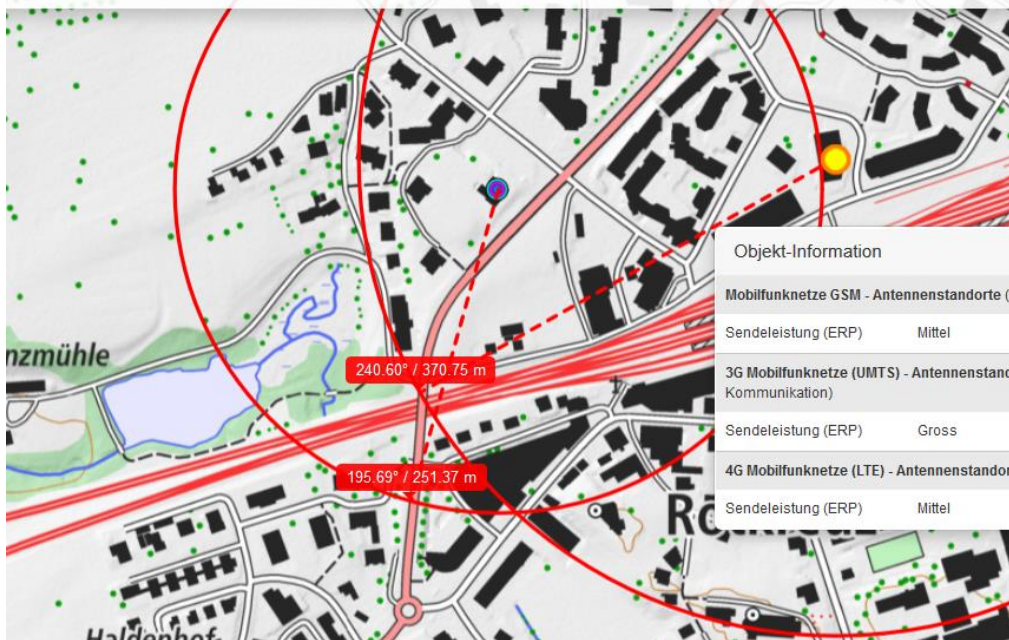 Objekt-Information
Mobilfunknetze GSM - Antennenstandorte (
Sendeleistung (ERP) Mittel
3G Mobilfunknetze (UMTS) - Antennenstand
Kommunikation)
Sendeleistung (ERP) Gross
4G Mobilfunknetze (LTE) - Antennenstandor
Sendeleistung (ERP) Mittel
nzmühle
240.60° / 370.75 m
195.69° / 251.37 m
Haldenhof-